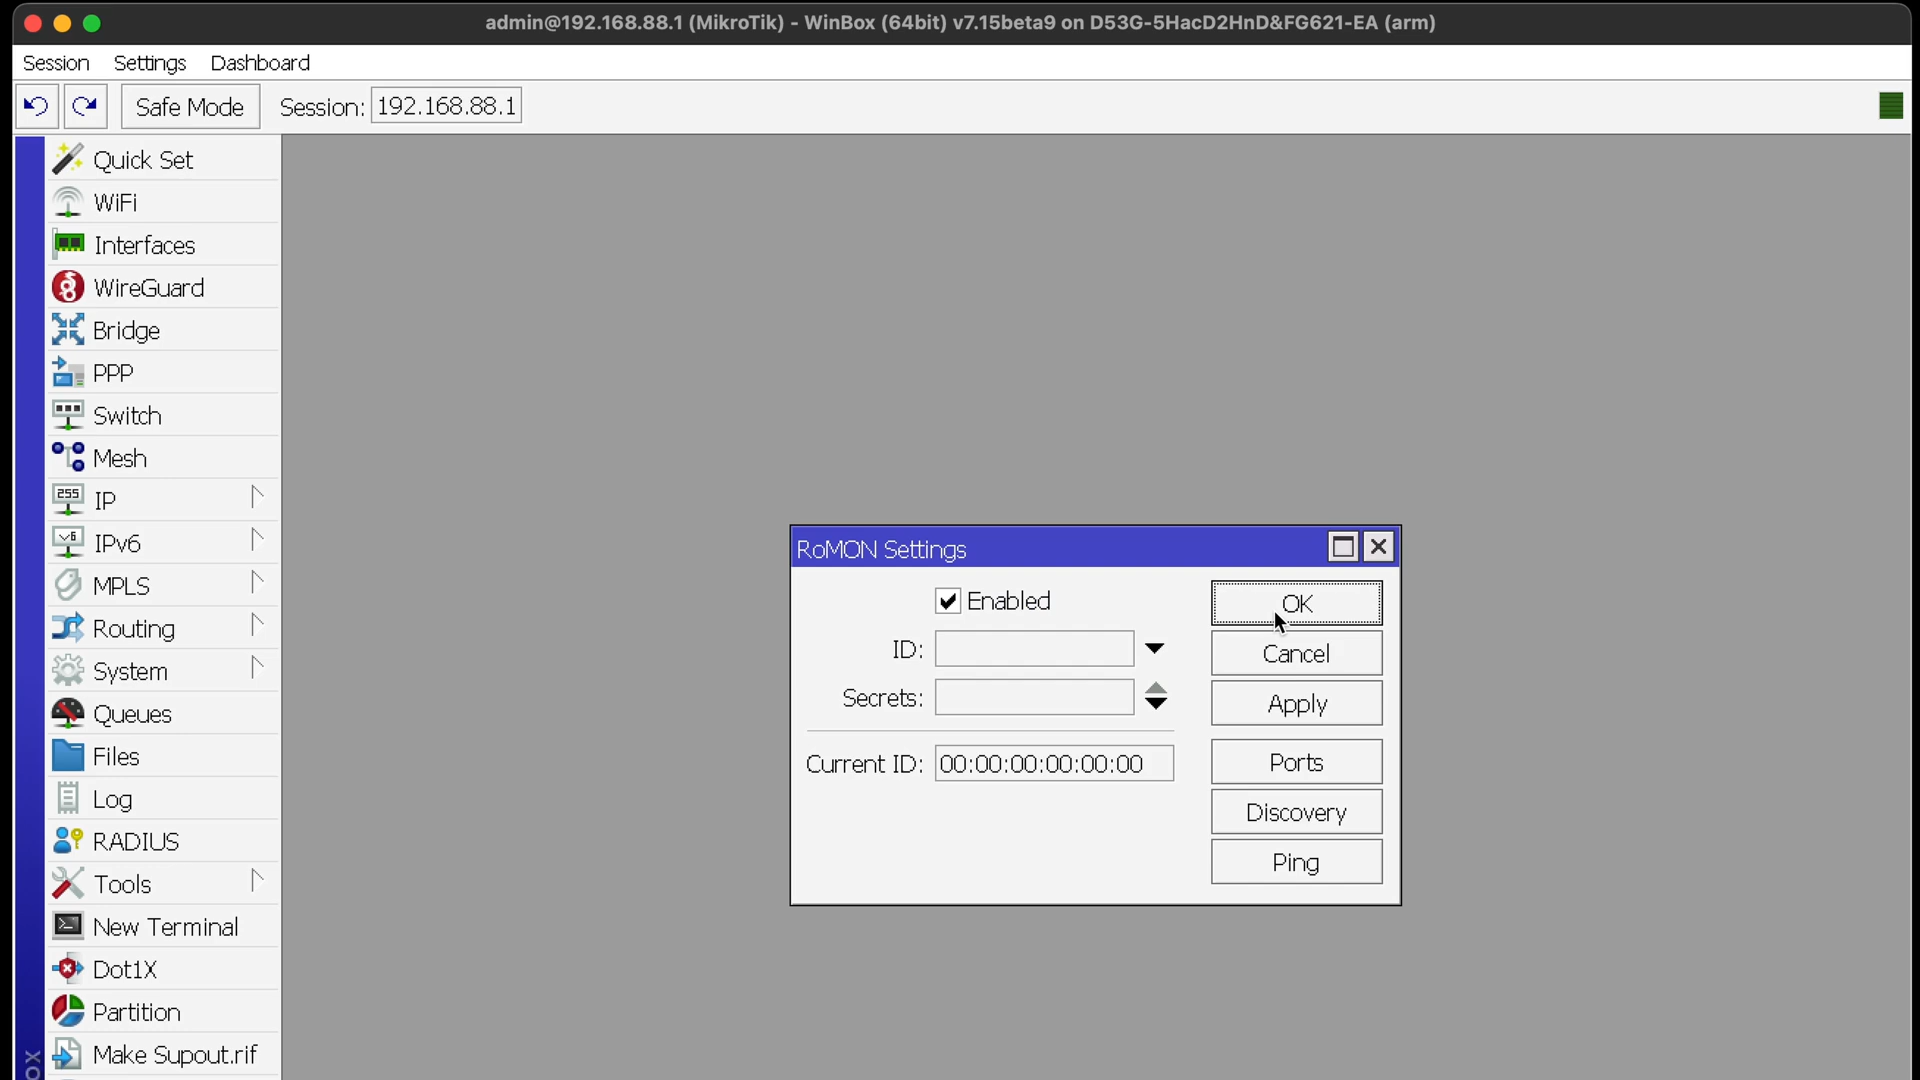 admin@192.168.88.1 (MikroTik) - WinBox (64bit) v7.15beta9 on D53G-5HacD2HnD&FG621-EA (arm)
Session Settings Dashboard
Safe Mode Session: 192.168.88.1
Quick Set
WiFi
Interfaces
WireGuard
Bridge
PPP
Switch
Mesh
255 IP
v6 IPv6
MPLS
Routing
System
Queues
Files
Log
RADIUS
Tools
New Terminal
Dot1X
Partition
Make Supout.rif
RoMON Settings
Enabled
ID:
Secrets:
Current ID: 00:00:00:00:00:00
OK
Cancel
Apply
Ports
Discovery
Ping